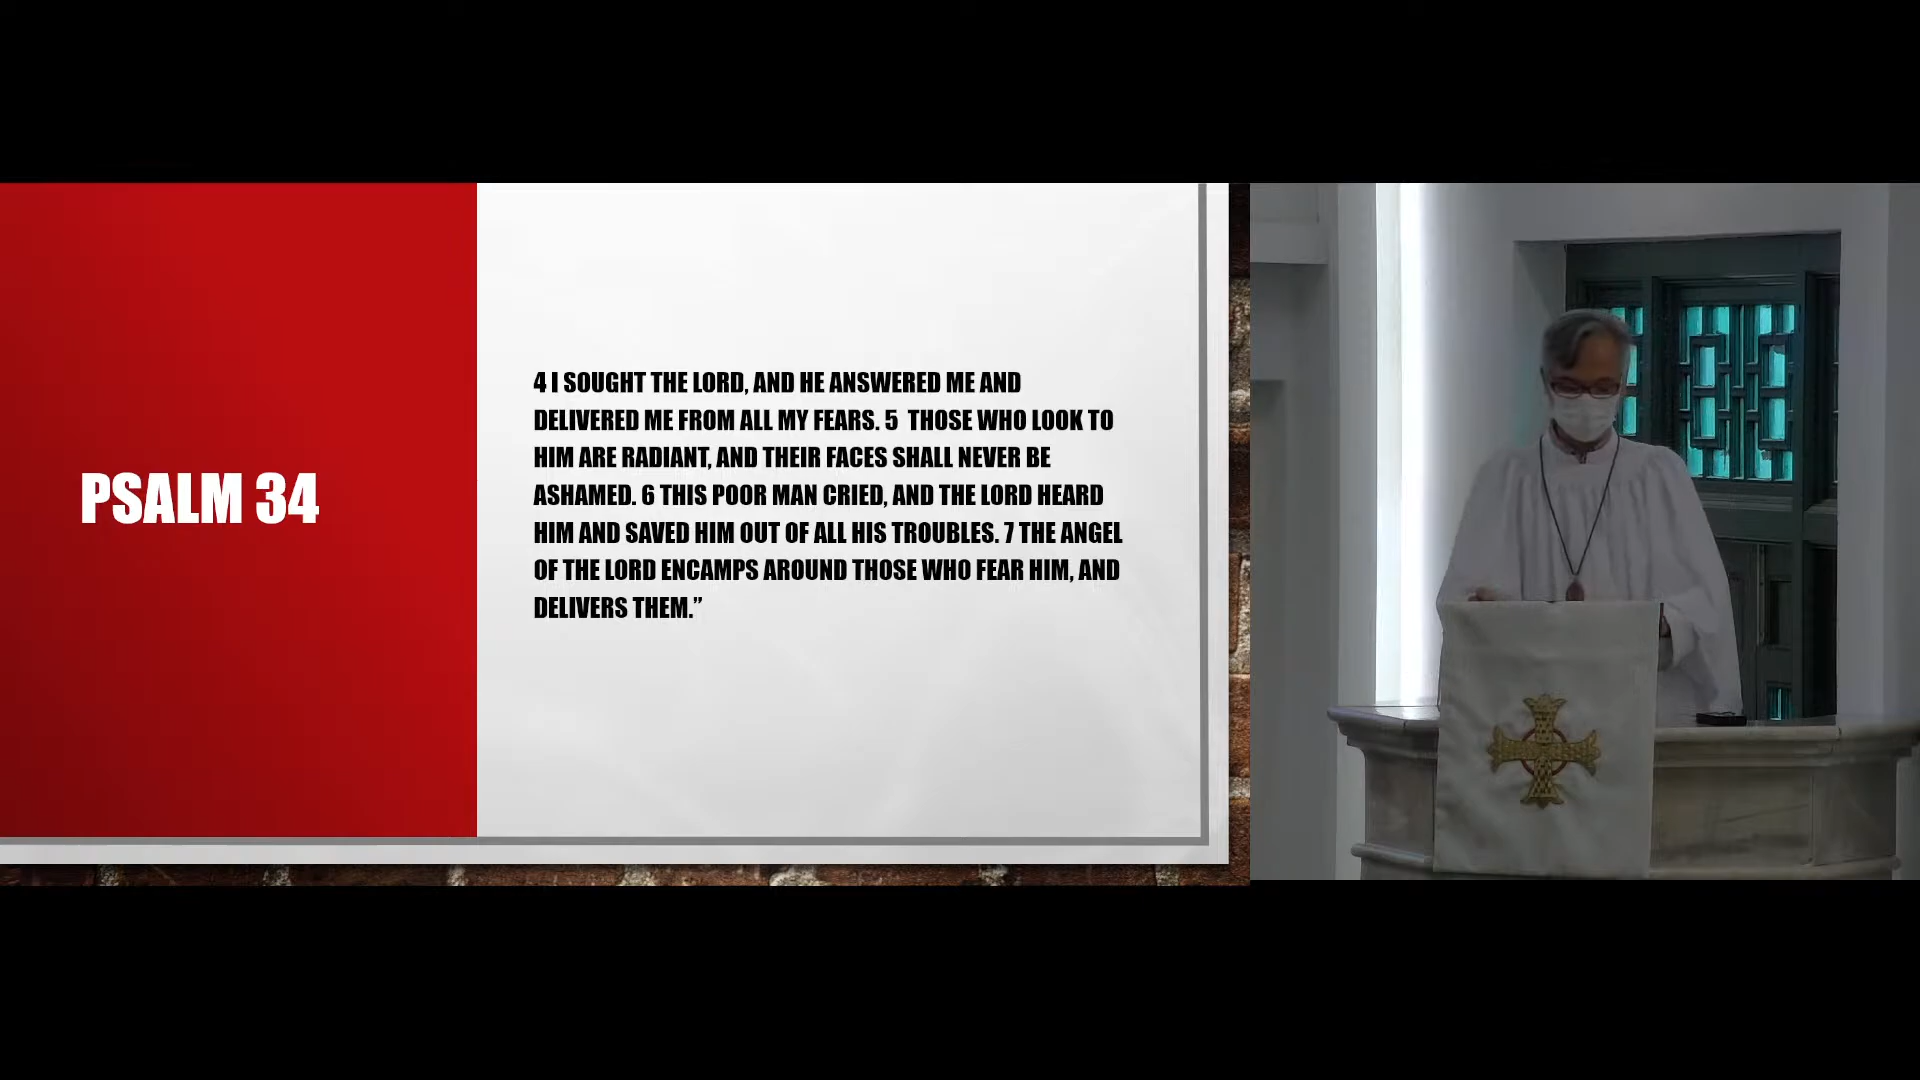 PSALM 34
4 I SOUGHT THE LORD, AND HE ANSWERED ME AND
DELIVERED ME FROM ALL MY FEARS. 5 THOSE WHO LOOK TO
HIM ARE RADIANT, AND THEIR FACES SHALL NEVER BE
ASHAMED. 6 THIS POOR MAN CRIED, AND THE LORD HEARD
HIM AND SAVED HIM OUT OF ALL HIS TROUBLES. 7 THE ANGEL
OF THE LORD ENCAMPS AROUND THOSE WHO FEAR HIM, AND
DELIVERS THEM.”